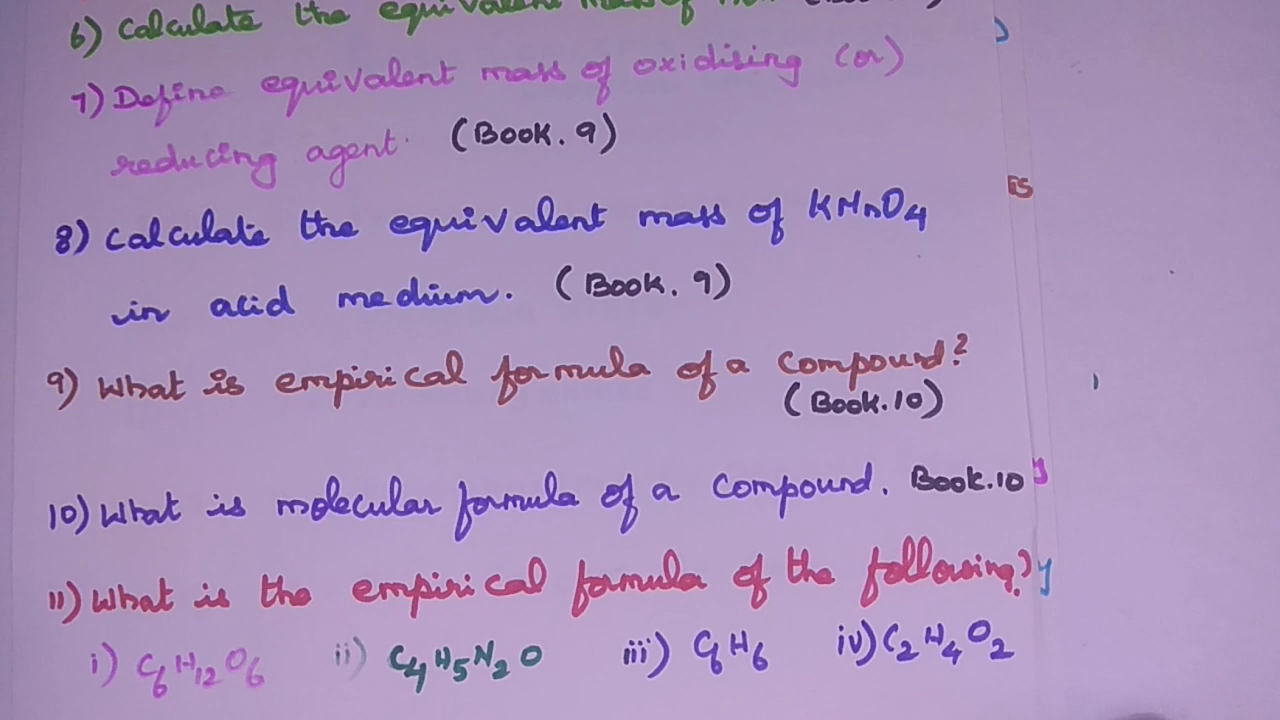 6) Calculate the equivalent mass of
7) Define equivalent mass of oxidising (or)
reducing agent. (Book. 9)
8) Calculate the equivalent mass of KMnO4
in acid medium. (Book. 9)
9) What is empirical formula of a compound?
(Book.10)
10) What is molecular formula of a compound. Book.10
11) What is the empirical formula of the following?
i) C6H12O6 ii) C4H5N2O iii) C6H6 iv) C2H4O2